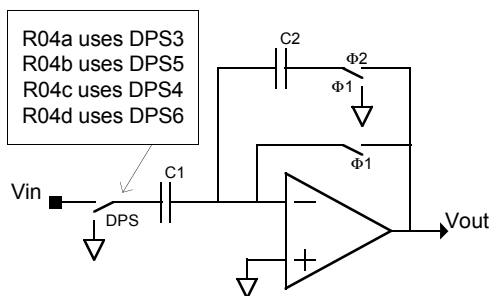 R04a uses DPS3
R04b uses DPS5
R04c uses DPS4
R04d uses DPS6
C2
Φ2
Φ1
Φ1
C1
Vin
DPS
Vout